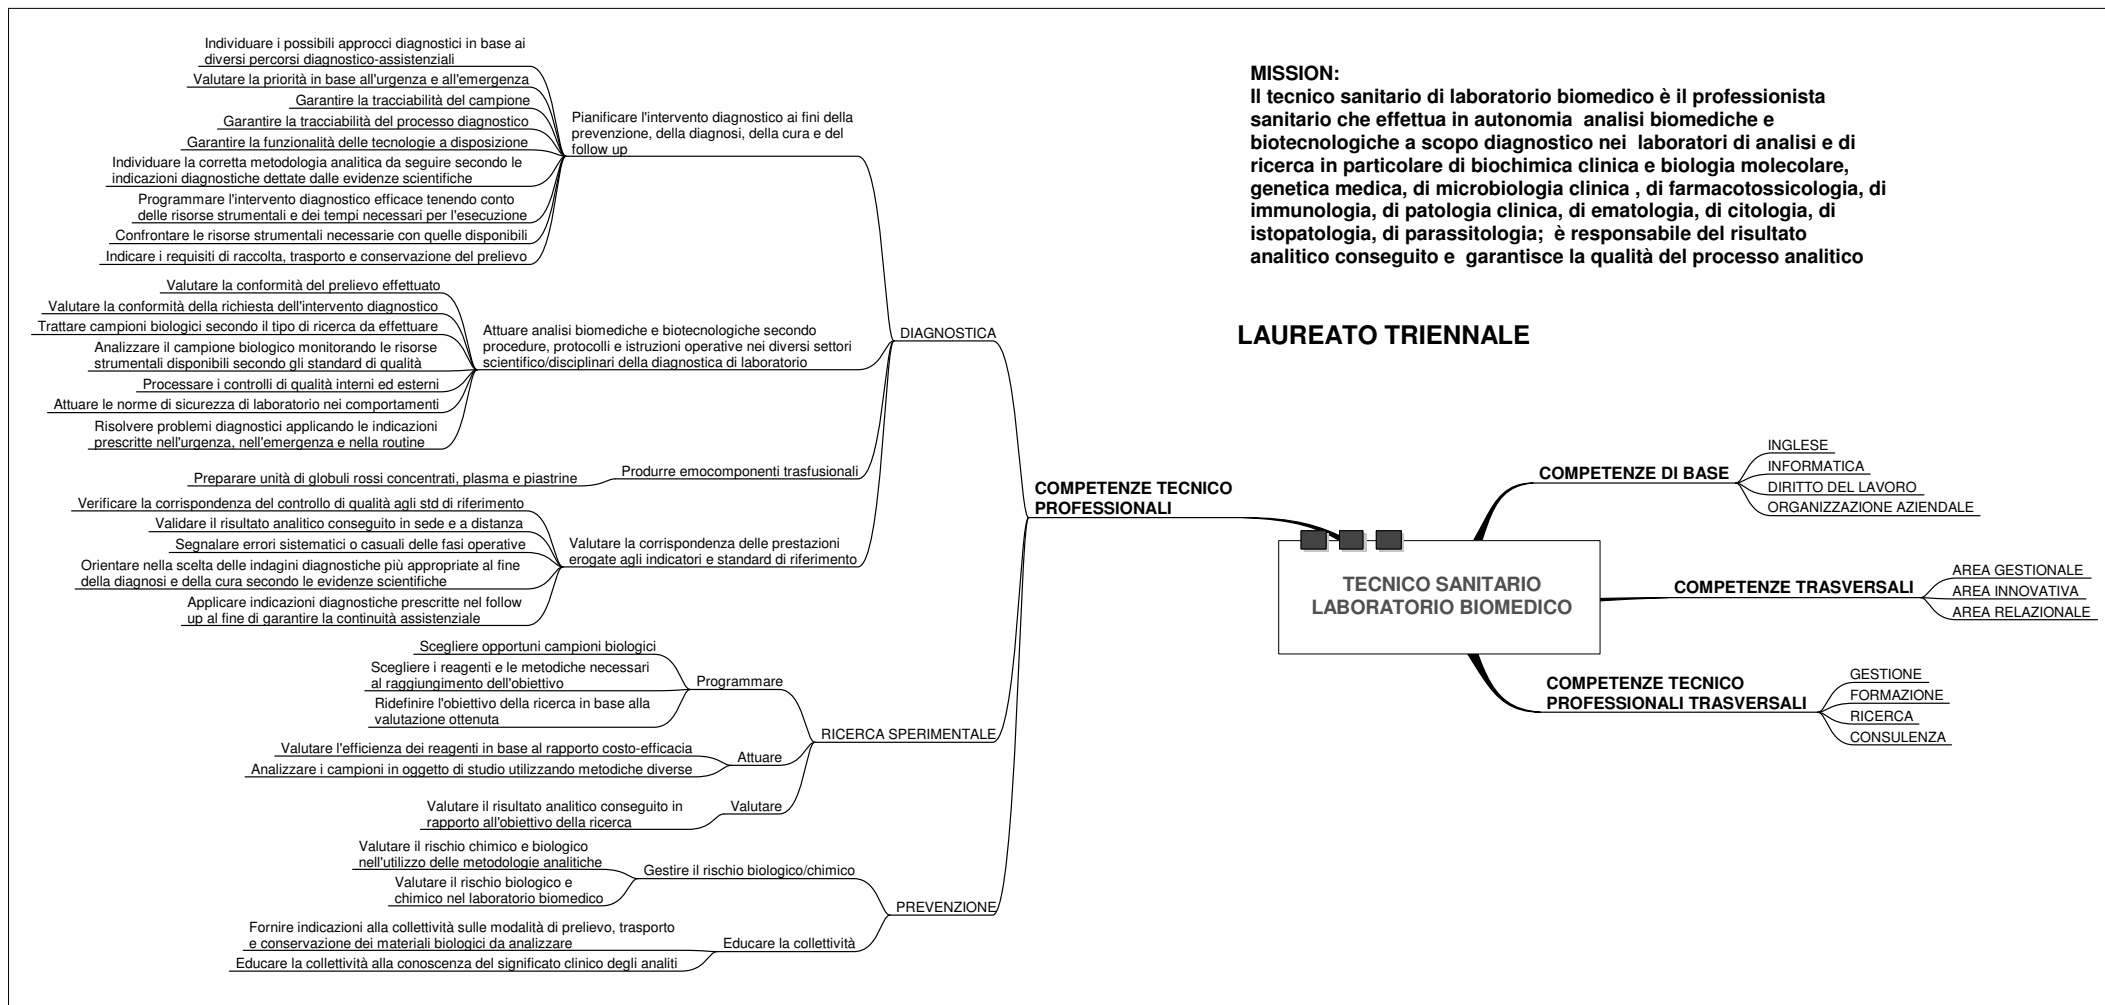 Individuare i possibili approcci diagnostici in base ai
diversi percorsi diagnostico-assistenziali
Valutare la priorità in base all'urgenza e all'emergenza
Garantire la tracciabilità del campione
Garantire la tracciabilità del processo diagnostico
Garantire la funzionalità delle tecnologie a disposizione
Individuare la corretta metodologia analitica da seguire secondo le
indicazioni diagnostiche dettate dalle evidenze scientifiche
Programmare l'intervento diagnostico efficace tenendo conto
delle risorse strumentali e dei tempi necessari per l'esecuzione
Confrontare le risorse strumentali necessarie con quelle disponibili
Indicare i requisiti di raccolta, trasporto e conservazione del prelievo
Pianificare l'intervento diagnostico ai fini della
prevenzione, della diagnosi, della cura e del
follow up
Valutare la conformità del prelievo effettuato
Valutare la conformità della richiesta dell'intervento diagnostico
Trattare campioni biologici secondo il tipo di ricerca da effettuare
Analizzare il campione biologico monitorando le risorse
strumentali disponibili secondo gli standard di qualità
Processare i controlli di qualità interni ed esterni
Attuare le norme di sicurezza di laboratorio nei comportamenti
Risolvere problemi diagnostici applicando le indicazioni
prescritte nell'urgenza, nell'emergenza e nella routine
Attuare analisi biomediche e biotecnologiche secondo
procedure, protocolli e istruzioni operative nei diversi settori
scientifico/disciplinari della diagnostica di laboratorio
Preparare unità di globuli rossi concentrati, plasma e piastrine
Produrre emocomponenti trasfusionali
Verificare la corrispondenza del controllo di qualità agli std di riferimento
Validare il risultato analitico conseguito in sede e a distanza
Segnalare errori sistematici o casuali delle fasi operative
Orientare nella scelta delle indagini diagnostiche più appropriate al fine
della diagnosi e della cura secondo le evidenze scientifiche
Applicare indicazioni diagnostiche prescritte nel follow
up al fine di garantire la continuità assistenziale
Valutare la corrispondenza delle prestazioni
erogate agli indicatori e standard di riferimento
DIAGNOSTICA
Scegliere opportuni campioni biologici
Scegliere i reagenti e le metodiche necessari
al raggiungimento dell'obiettivo
Ridefinire l'obiettivo della ricerca in base alla
valutazione ottenuta
Programmare
Valutare l'efficienza dei reagenti in base al rapporto costo-efficacia
Analizzare i campioni in oggetto di studio utilizzando metodiche diverse
Attuare
Valutare il risultato analitico conseguito in
rapporto all'obiettivo della ricerca
Valutare
RICERCA SPERIMENTALE
Valutare il rischio chimico e biologico
nell'utilizzo delle metodologie analitiche
Valutare il rischio biologico e
chimico nel laboratorio biomedico
Gestire il rischio biologico/chimico
Fornire indicazioni alla collettività sulle modalità di prelievo, trasporto
e conservazione dei materiali biologici da analizzare
Educare la collettività alla conoscenza del significato clinico degli analiti
Educare la collettività
PREVENZIONE
COMPETENZE TECNICO
PROFESSIONALI
MISSION:
Il tecnico sanitario di laboratorio biomedico è il professionista
sanitario che effettua in autonomia analisi biomediche e
biotecnologiche a scopo diagnostico nei laboratori di analisi e di
ricerca in particolare di biochimica clinica e biologia molecolare,
genetica medica, di microbiologia clinica , di farmacotossicologia, di
immunologia, di patologia clinica, di ematologia, di citologia, di
istopatologia, di parassitologia; è responsabile del risultato
analitico conseguito e garantisce la qualità del processo analitico
LAUREATO TRIENNALE
TECNICO SANITARIO
LABORATORIO BIOMEDICO
COMPETENZE DI BASE
INGLESE
INFORMATICA
DIRITTO DEL LAVORO
ORGANIZZAZIONE AZIENDALE
COMPETENZE TRASVERSALI
AREA GESTIONALE
AREA INNOVATIVA
AREA RELAZIONALE
COMPETENZE TECNICO
PROFESSIONALI TRASVERSALI
GESTIONE
FORMAZIONE
RICERCA
CONSULENZA